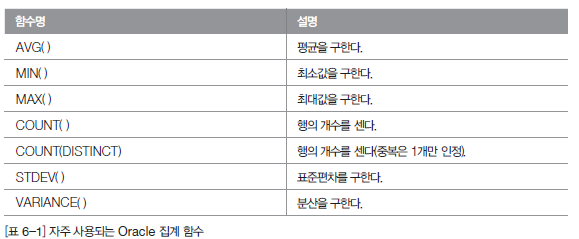 함수명 설명
AVG( ) 평균을 구한다.
MIN( ) 최소값을 구한다.
MAX( ) 최대값을 구한다.
COUNT( ) 행의 개수를 센다.
COUNT(DISTINCT) 행의 개수를 센다(중복은 1개만 인정).
STDEV( ) 표준편차를 구한다.
VARIANCE( ) 분산을 구한다.
[표 6-1] 자주 사용되는 Oracle 집계 함수